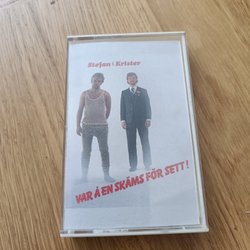 Stefan & Krister
VAR Å EN SKÄMS FÖR SETT!